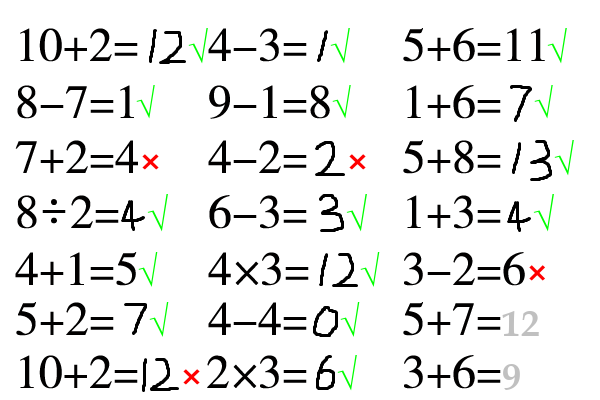 10+2=12√ 4−3=1√ 5+6=11√
8−7=1√ 9−1=8√ 1+6=7√
7+2=4× 4−2=2× 5+8=13√
8÷2=4√ 6−3=3√ 1+3=4√
4+1=5√ 4×3=12√ 3−2=6×
5+2=7√ 4−4=0√ 5+7=12
10+2=12× 2×3=6√ 3+6=9